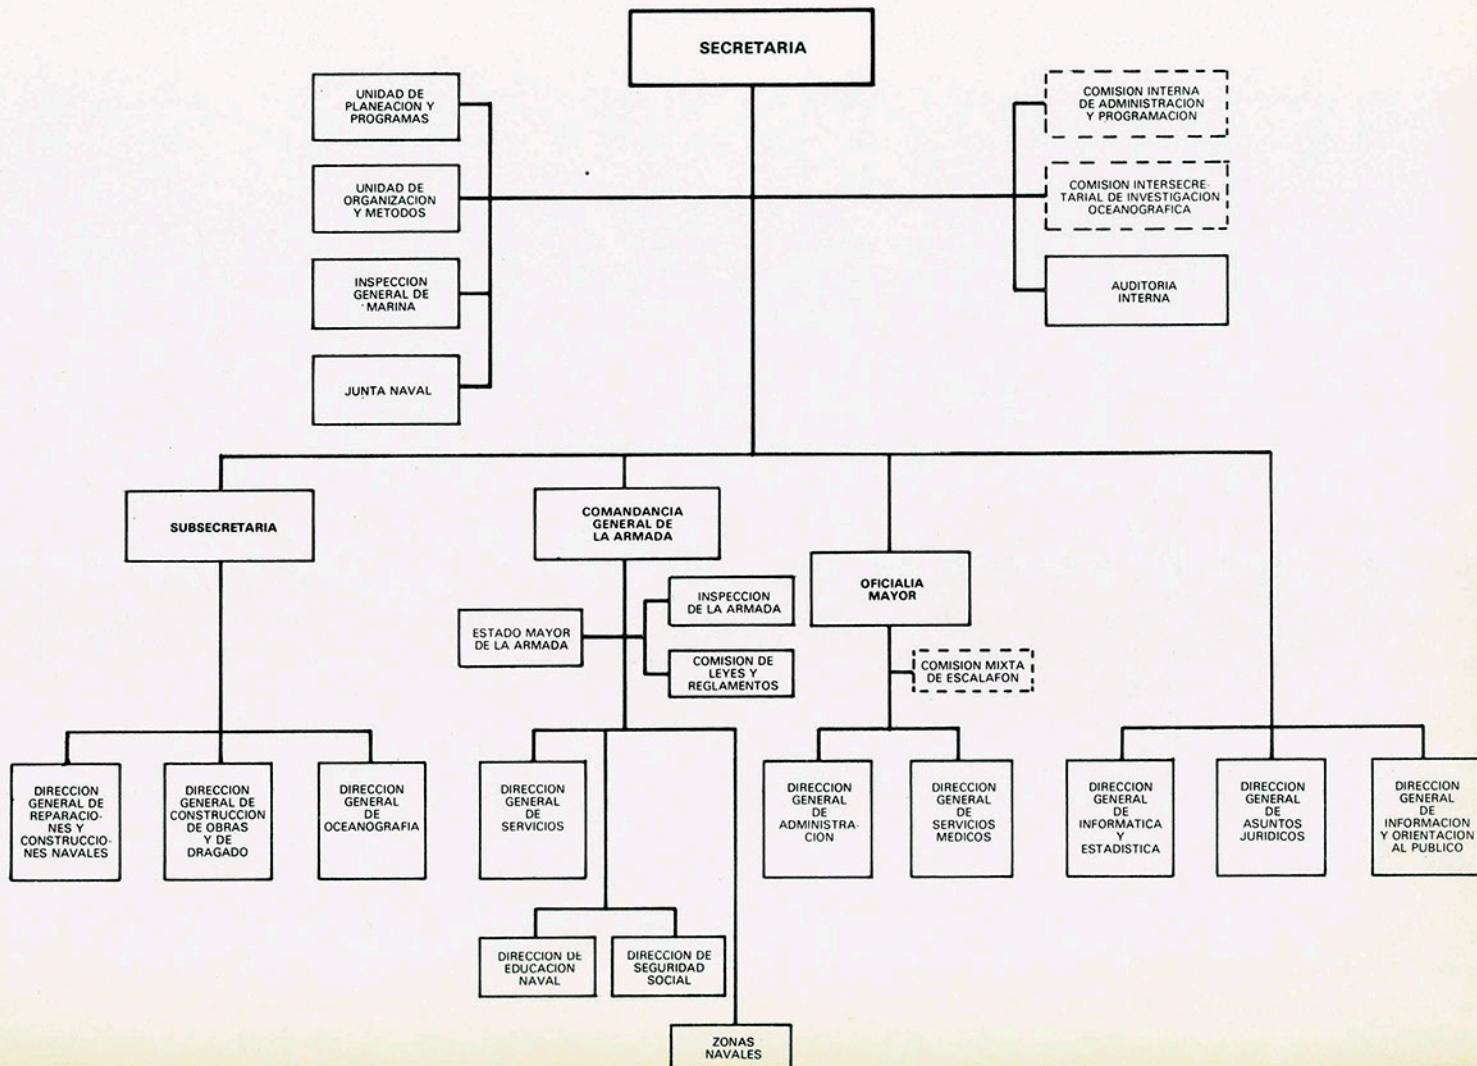 SECRETARIA
UNIDAD DE
PLANEACION Y
PROGRAMAS
UNIDAD DE
ORGANIZACION
Y METODOS
INSPECCION
GENERAL DE
MARINA
JUNTA NAVAL
COMISION INTERNA
DE ADMINISTRACION
Y PROGRAMACION
COMISION INTERSECRE-
TARIAL DE INVESTIGACION
OCEANOGRAFICA
AUDITORIA
INTERNA
SUBSECRETARIA
COMANDANCIA
GENERAL DE
LA ARMADA
OFICIALIA
MAYOR
ESTADO MAYOR
DE LA ARMADA
INSPECCION
DE LA ARMADA
COMISION DE
LEYES Y
REGLAMENTOS
COMISION MIXTA
DE ESCALAFON
DIRECCION
GENERAL DE
REPARACIO-
NES Y
CONSTRUCCIO-
NES NAVALES
DIRECCION
GENERAL DE
CONSTRUCCION
DE OBRAS
Y DE
DRAGADO
DIRECCION
GENERAL
DE
OCEANOGRAFIA
DIRECCION
GENERAL
DE
SERVICIOS
DIRECCION
GENERAL
DE
ADMINISTRA-
CION
DIRECCION
GENERAL
DE
SERVICIOS
MEDICOS
DIRECCION
GENERAL
DE
INFORMATICA
Y
ESTADISTICA
DIRECCION
GENERAL
DE
ASUNTOS
JURIDICOS
DIRECCION
GENERAL
DE
INFORMACION
Y ORIENTACION
AL PUBLICO
DIRECCION DE
EDUCACION
NAVAL
DIRECCION DE
SEGURIDAD
SOCIAL
ZONAS
NAVALES